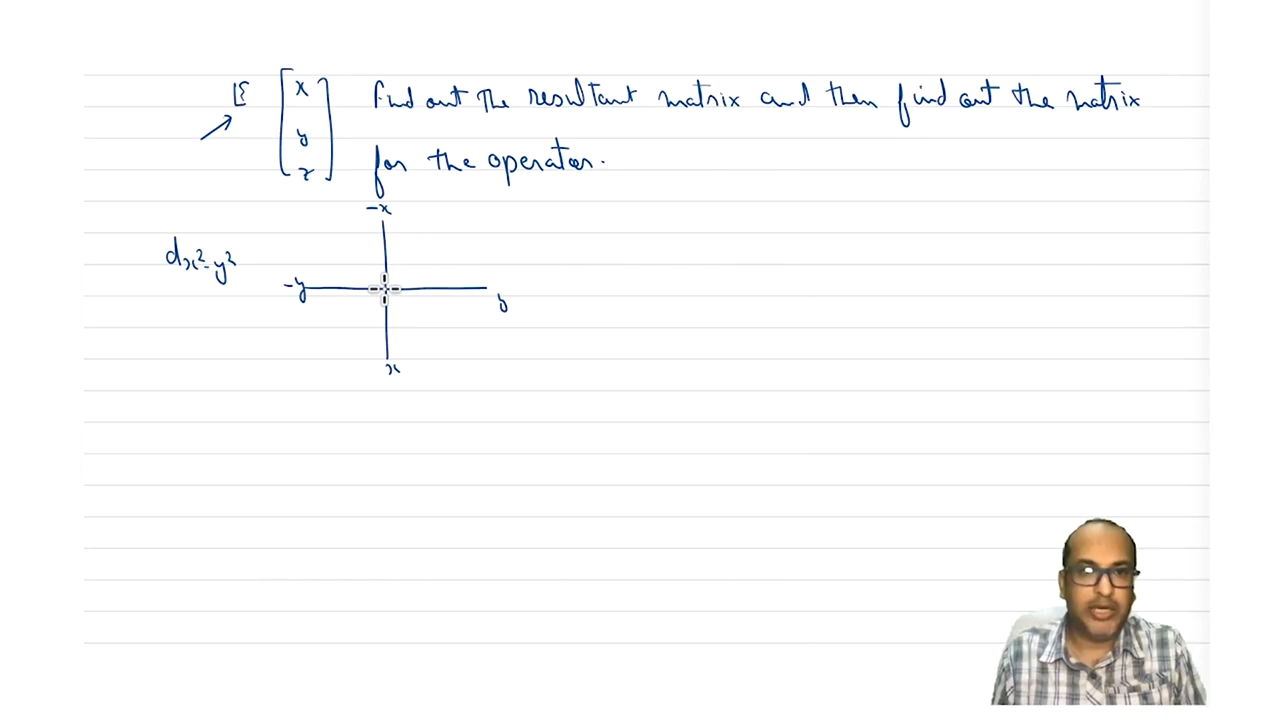 E [x y z] find out the resultant matrix and then find out the matrix
for the operator.
-x
dx²-y²
-y y
x